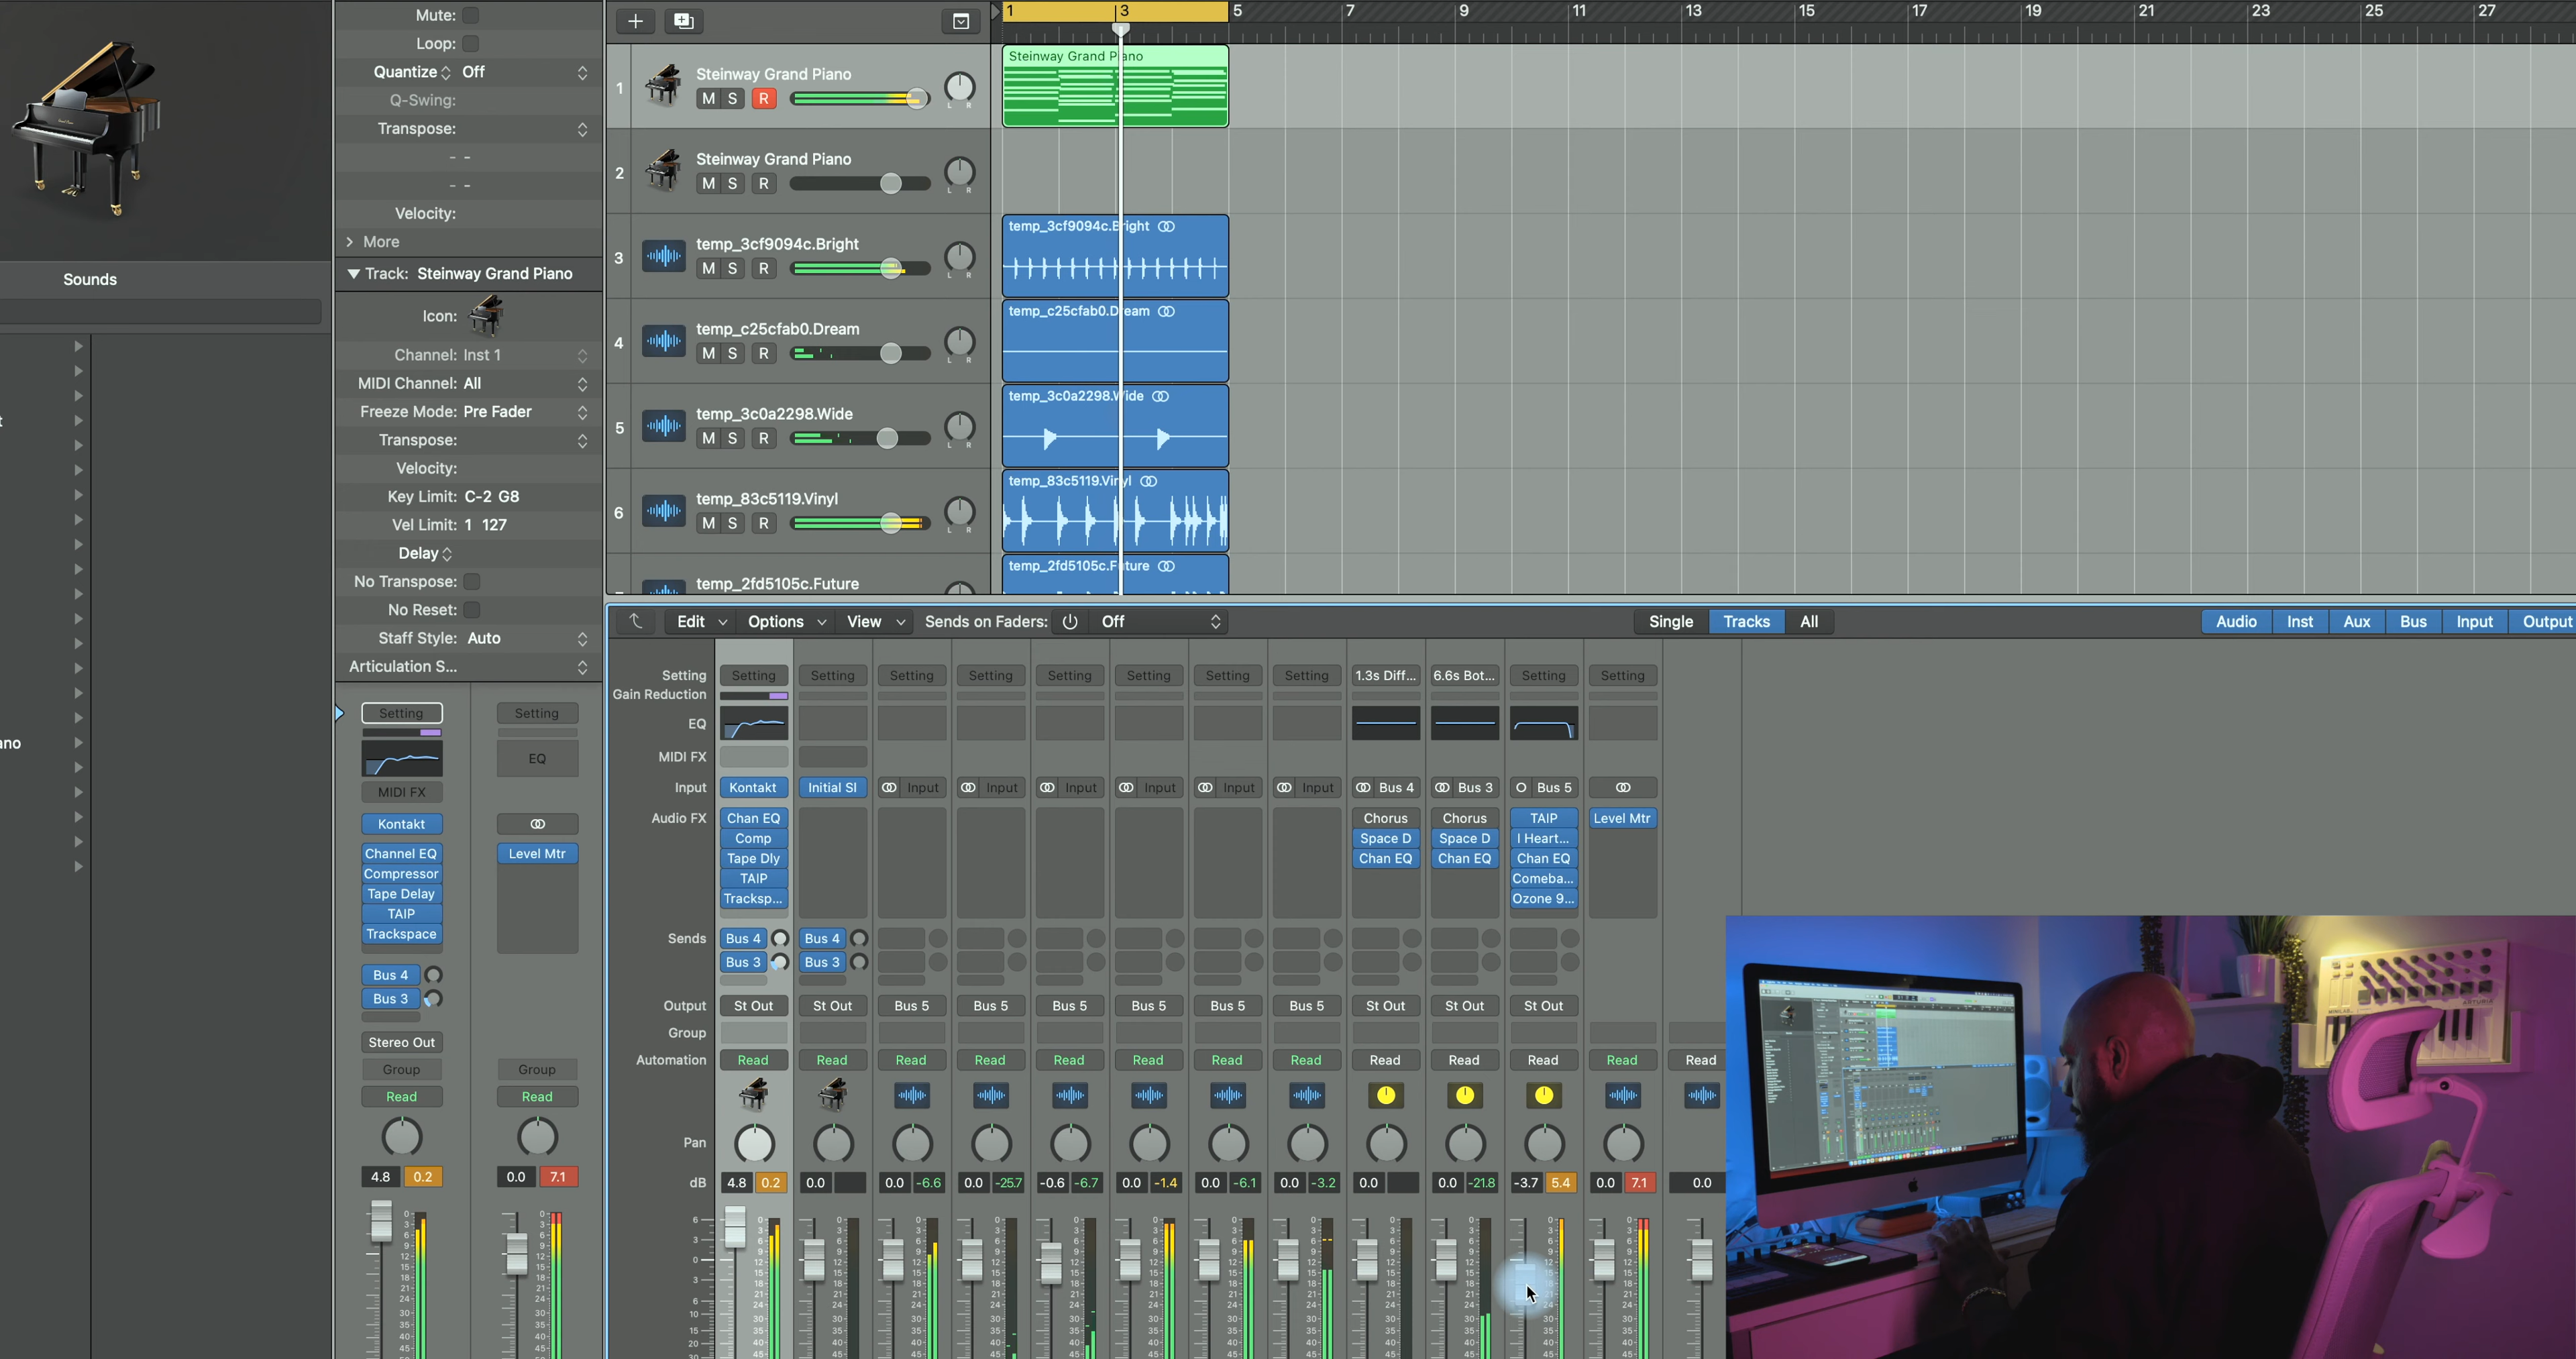 Sounds
t
ano
Mute:
Loop:
Quantize Off
Q-Swing:
Transpose:
- -
- -
Velocity:
More
Track: Steinway Grand Piano
Icon:
Channel: Inst 1
MIDI Channel: All
Freeze Mode: Pre Fader
Transpose:
Velocity:
Key Limit: C-2 G8
Vel Limit: 1 127
Delay
No Transpose:
No Reset:
Staff Style: Auto
Articulation S...
Setting Setting
EQ
MIDI FX
Kontakt
Channel EQ Level Mtr
Compressor
Tape Delay
TAIP
Trackspace
Bus 4
Bus 3
Stereo Out
Group Group
Read Read
4.8 0.2 0.0 7.1
1 3 5 7 9 11 13 15 17 19 21 23 25 27
1 Steinway Grand Piano
M S R
L R
Steinway Grand Piano
2 Steinway Grand Piano
M S R
L R
3 temp_3cf9094c.Bright
M S R
L R
temp_3cf9094c.Bright
4 temp_c25cfab0.Dream
M S R
L R
temp_c25cfab0.Dream
5 temp_3c0a2298.Wide
M S R
L R
temp_3c0a2298.Wide
6 temp_83c5119.Vinyl
M S R
L R
temp_83c5119.Vinyl
temp_2fd5105c.Future
temp_2fd5105c.Future
Edit Options View Sends on Faders: Off Single Tracks All Audio Inst Aux Bus Input Output
Setting Setting Setting Setting Setting Setting Setting Setting Setting 1.3s Diff... 6.6s Bot... Setting Setting
Gain Reduction
EQ
MIDI FX
Input Kontakt Initial Sl Input Input Input Input Input Input Bus 4 Bus 3 Bus 5
Audio FX Chan EQ Chorus Chorus TAIP Level Mtr
Comp Space D Space D I Heart...
Tape Dly Chan EQ Chan EQ Chan EQ
TAIP Comeba...
Tracksp... Ozone 9...
Sends Bus 4 Bus 4
Bus 3 Bus 3
Output St Out St Out Bus 5 Bus 5 Bus 5 Bus 5 Bus 5 Bus 5 St Out St Out St Out
Group
Automation Read Read Read Read Read Read Read Read Read Read Read Read Read
Pan
dB 4.8 0.2 0.0 0.0 -6.6 0.0 -25.7 -0.6 -6.7 0.0 -1.4 0.0 -6.1 0.0 -3.2 0.0 0.0 -21.8 -3.7 5.4 0.0 7.1 0.0